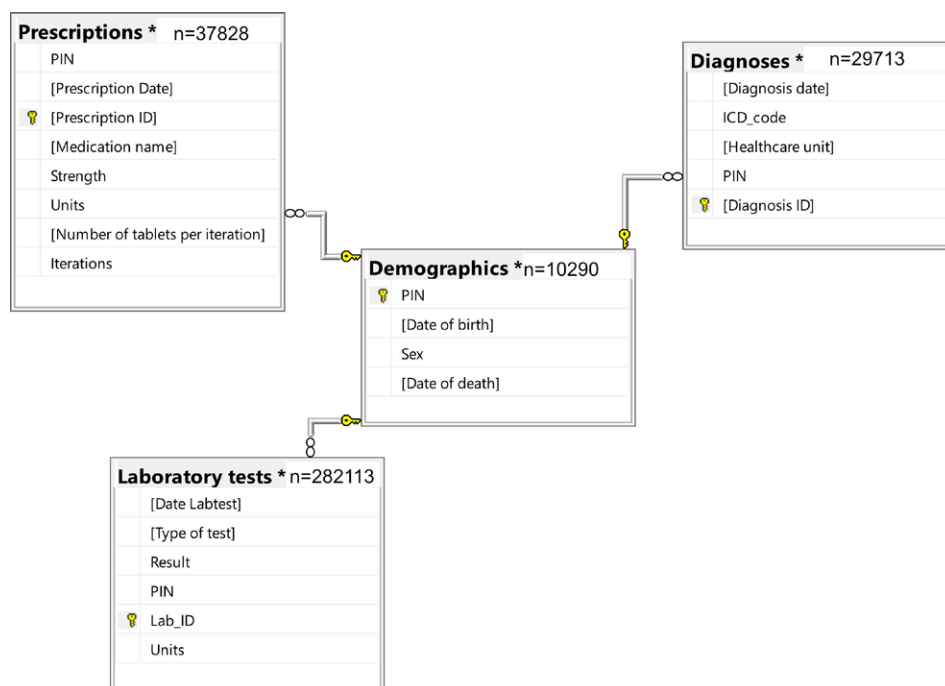 Prescriptions * n=37828
PIN
[Prescription Date]
[Prescription ID]
[Medication name]
Strength
Units
[Number of tablets per iteration]
Iterations
Diagnoses * n=29713
[Diagnosis date]
ICD_code
[Healthcare unit]
PIN
[Diagnosis ID]
Demographics *n=10290
PIN
[Date of birth]
Sex
[Date of death]
Laboratory tests * n=282113
[Date Labtest]
[Type of test]
Result
PIN
Lab_ID
Units